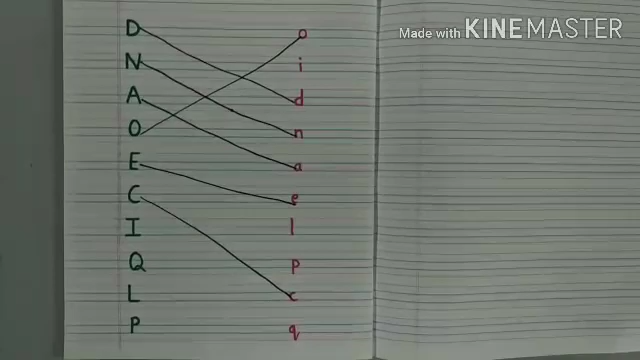 Made with KINEMASTER
D o
N i
A d
O n
E a
C e
I l
Q p
L c
P q